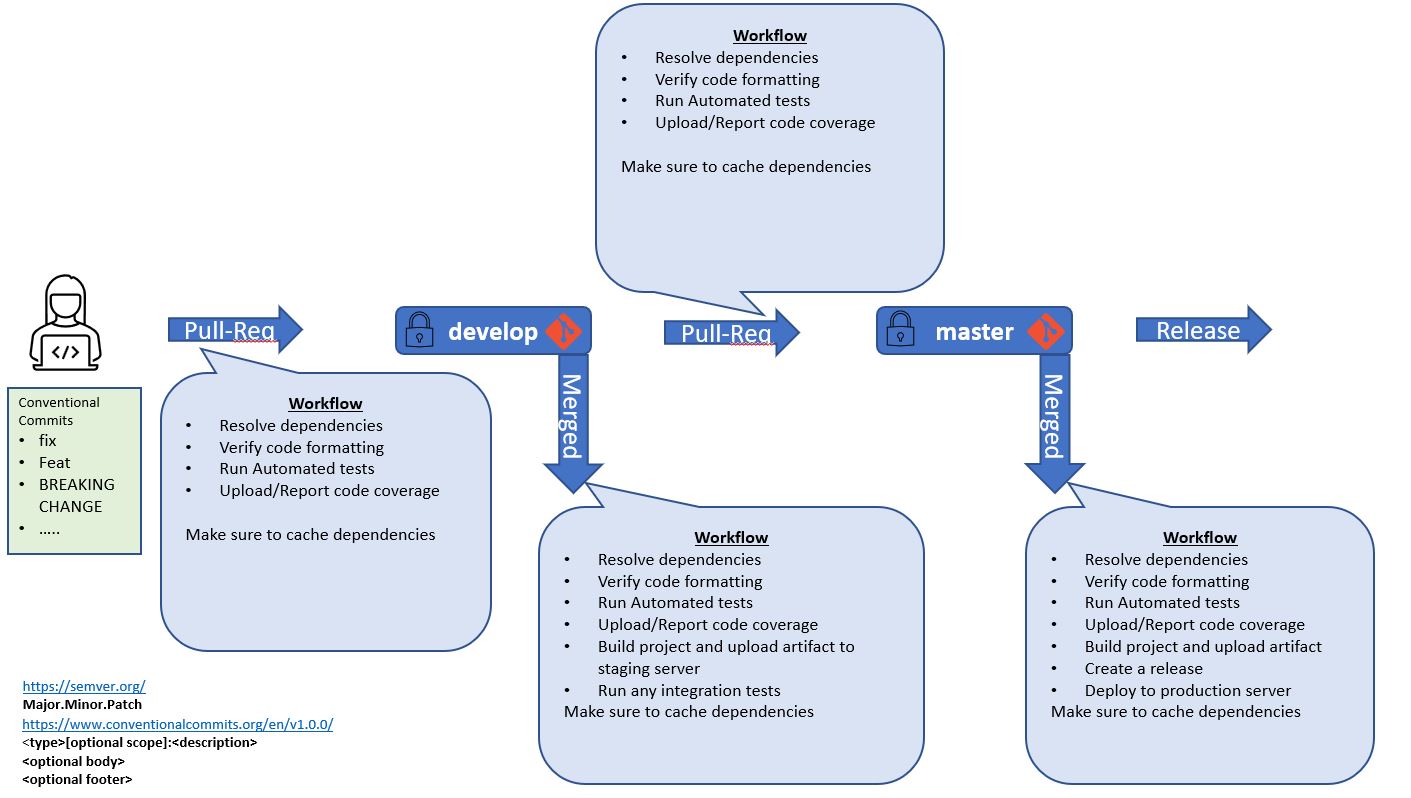 Workflow
• Resolve dependencies
• Verify code formatting
• Run Automated tests
• Upload/Report code coverage
Make sure to cache dependencies
</>
Pull-Req
develop
Pull-Req
master
Release
Conventional
Commits
• fix
• Feat
• BREAKING
CHANGE
• .....
Workflow
• Resolve dependencies
• Verify code formatting
• Run Automated tests
• Upload/Report code coverage
Make sure to cache dependencies
Merged
Workflow
• Resolve dependencies
• Verify code formatting
• Run Automated tests
• Upload/Report code coverage
• Build project and upload artifact to
staging server
• Run any integration tests
Make sure to cache dependencies
Merged
Workflow
• Resolve dependencies
• Verify code formatting
• Run Automated tests
• Upload/Report code coverage
• Build project and upload artifact
• Create a release
• Deploy to production server
Make sure to cache dependencies
https://semver.org/
Major.Minor.Patch
https://www.conventionalcommits.org/en/v1.0.0/
<type>[optional scope]:<description>
<optional body>
<optional footer>